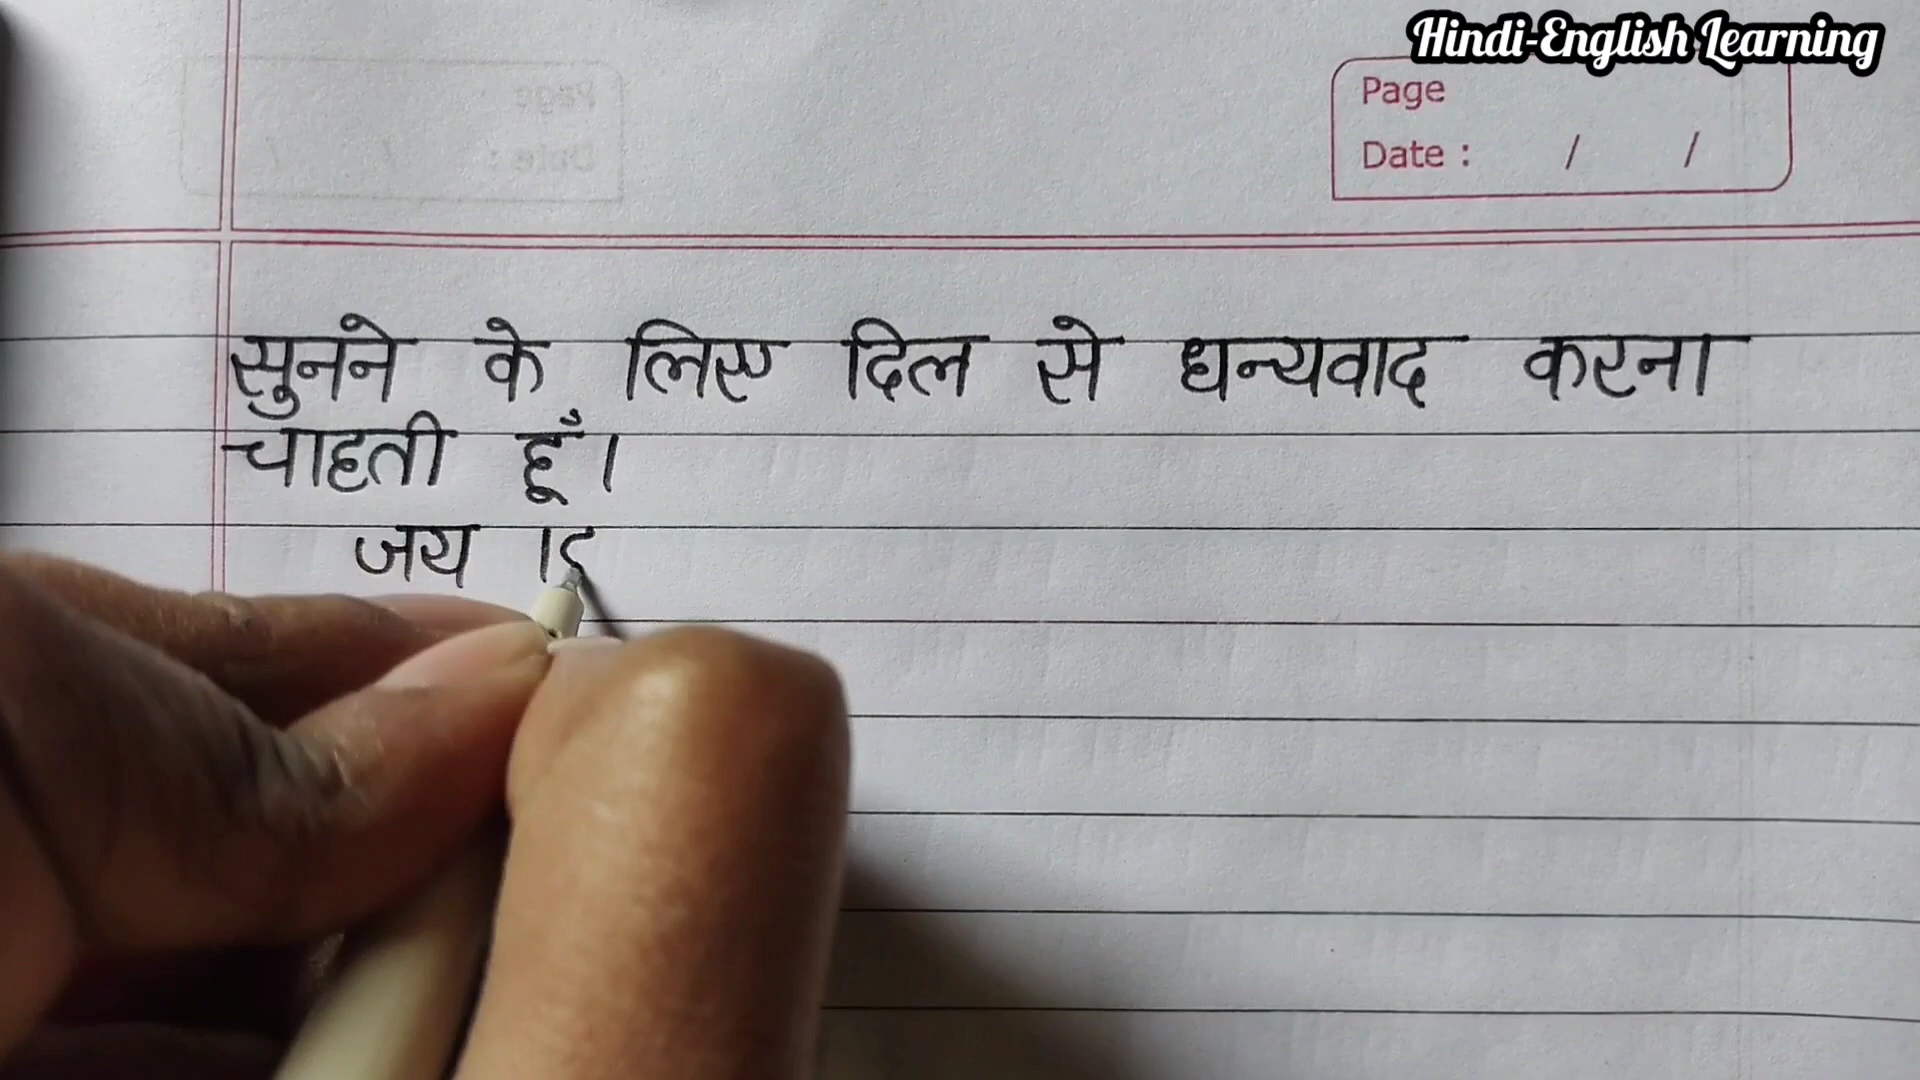 Hindi-English Learning
Page
Date : / /
सुनने के लिए दिल से धन्यवाद करना
चाहती हूँ।
जय